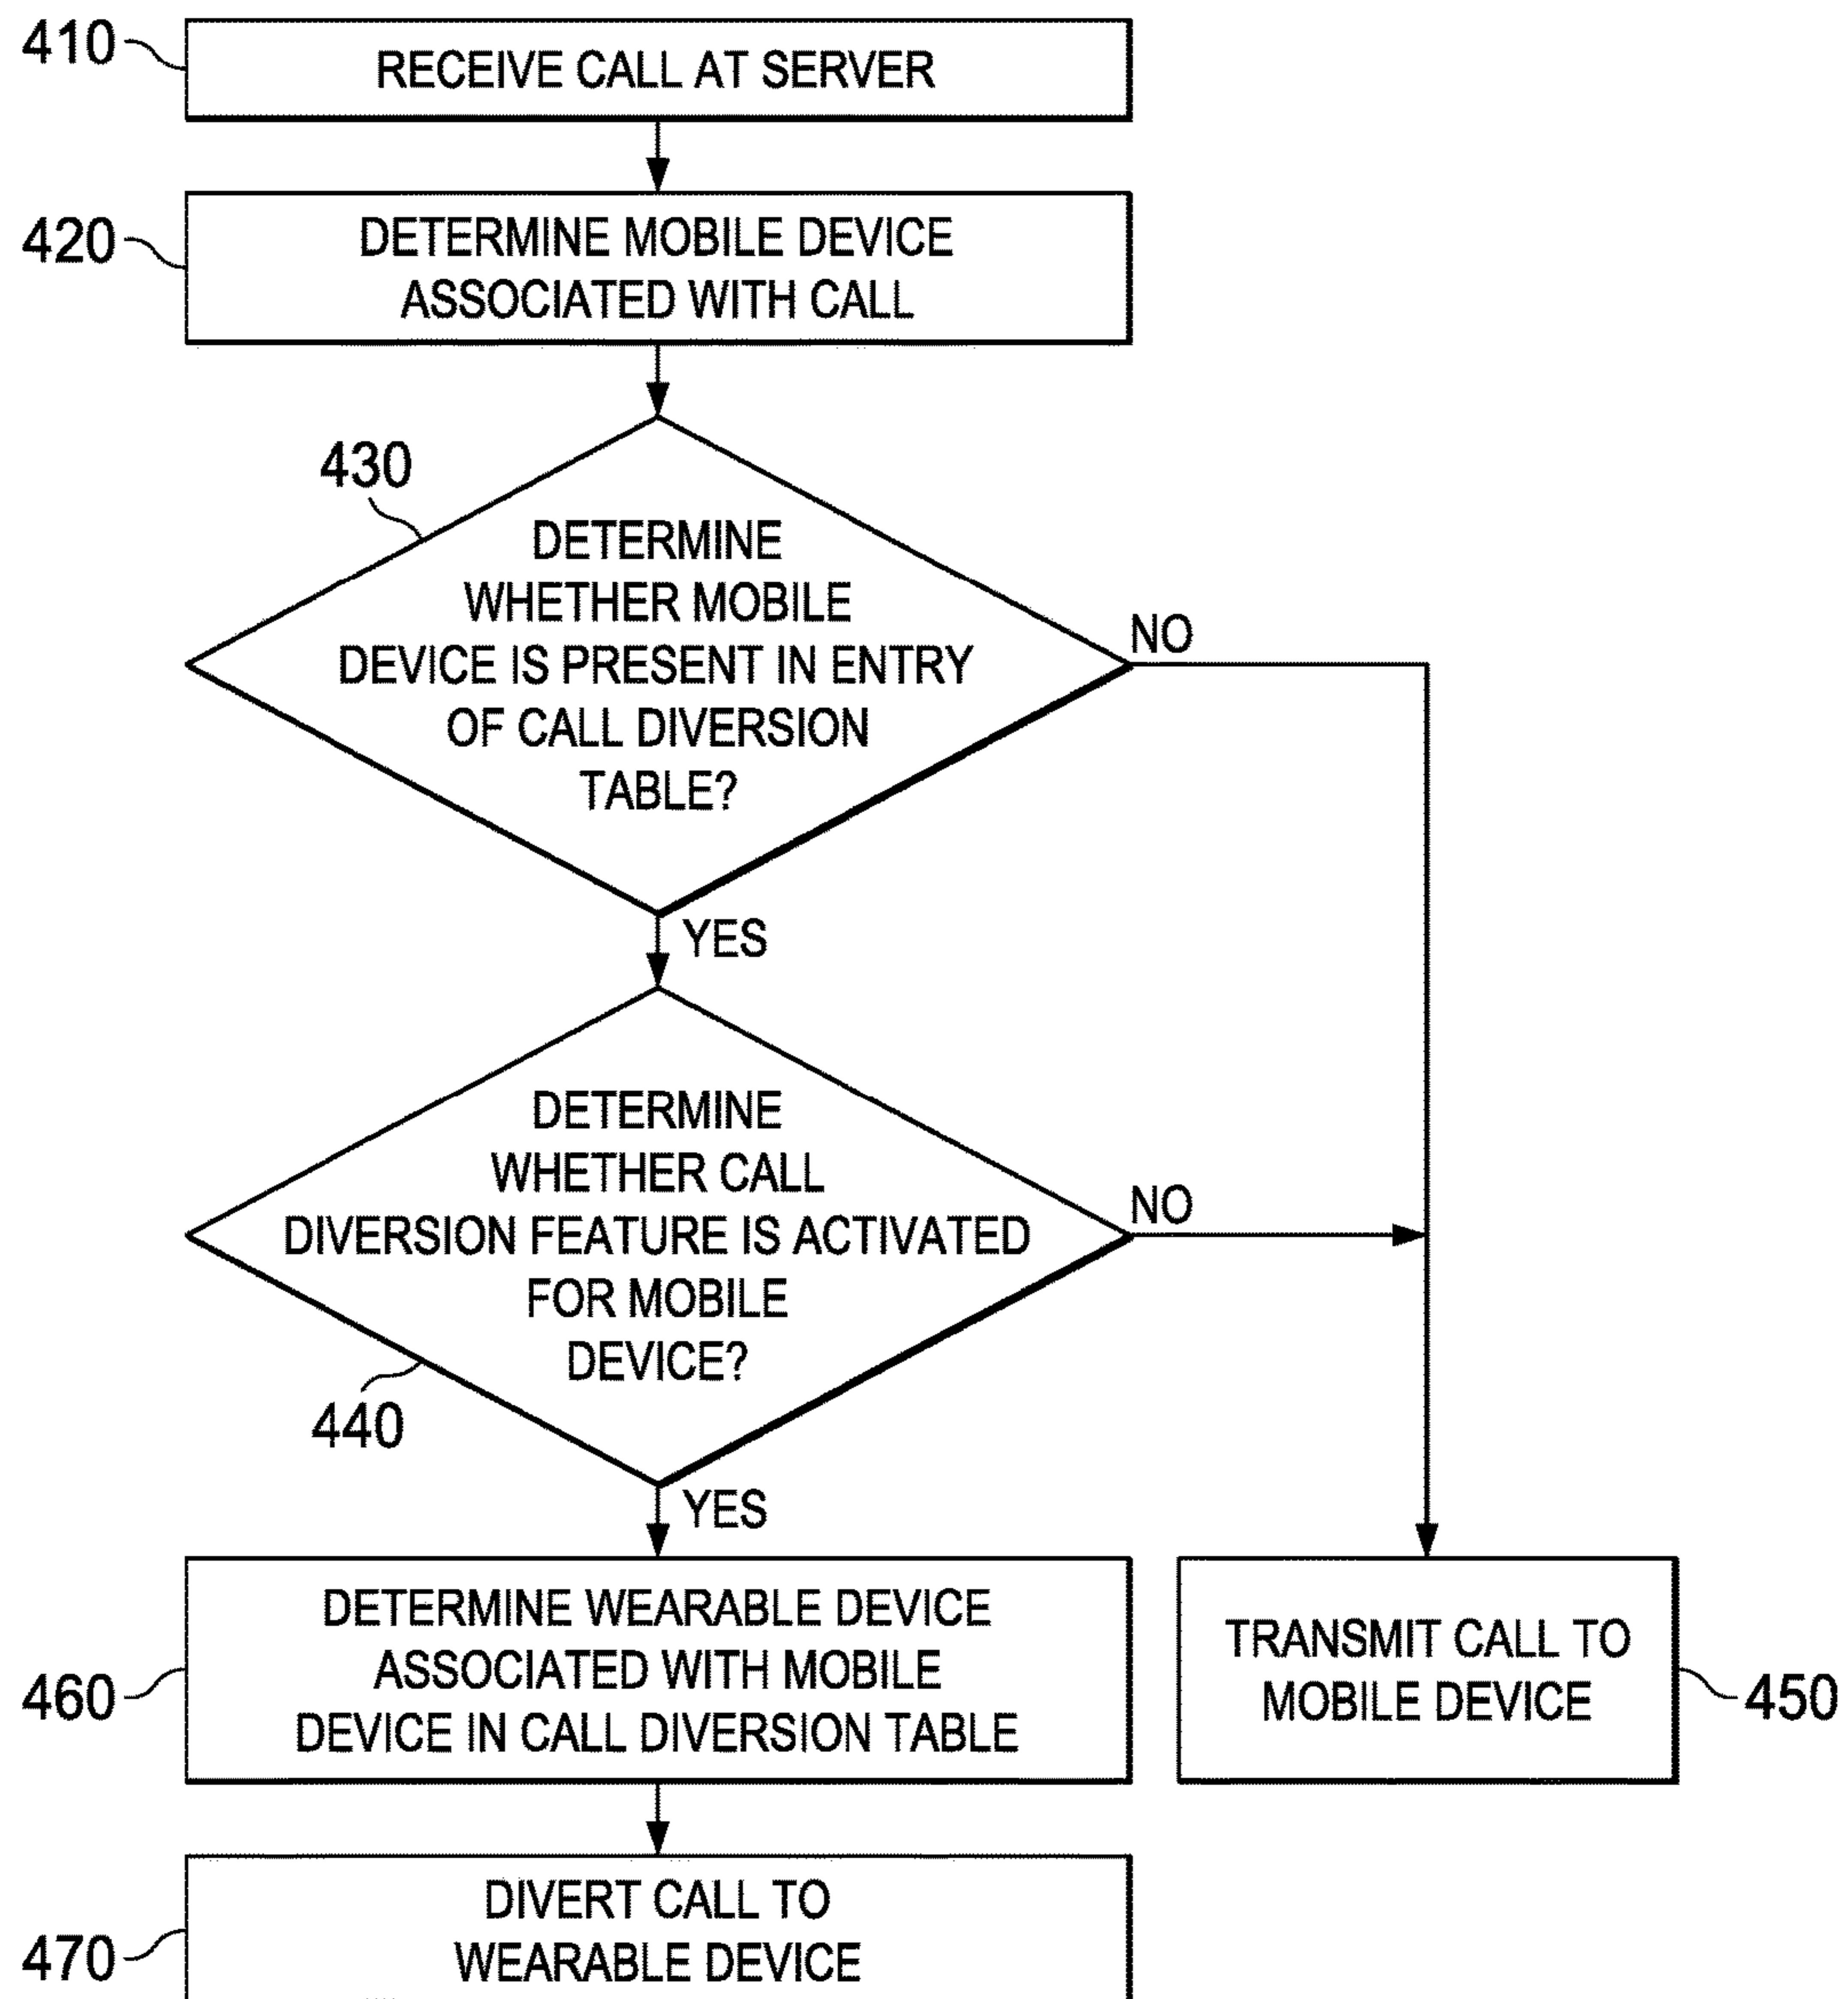 410
RECEIVE CALL AT SERVER
420
DETERMINE MOBILE DEVICE
ASSOCIATED WITH CALL
430
DETERMINE
WHETHER MOBILE
DEVICE IS PRESENT IN ENTRY
OF CALL DIVERSION
TABLE?
NO
YES
DETERMINE
WHETHER CALL
DIVERSION FEATURE IS ACTIVATED
FOR MOBILE
DEVICE?
NO
440
YES
460
DETERMINE WEARABLE DEVICE
ASSOCIATED WITH MOBILE
DEVICE IN CALL DIVERSION TABLE
TRANSMIT CALL TO
MOBILE DEVICE
450
470
DIVERT CALL TO
WEARABLE DEVICE